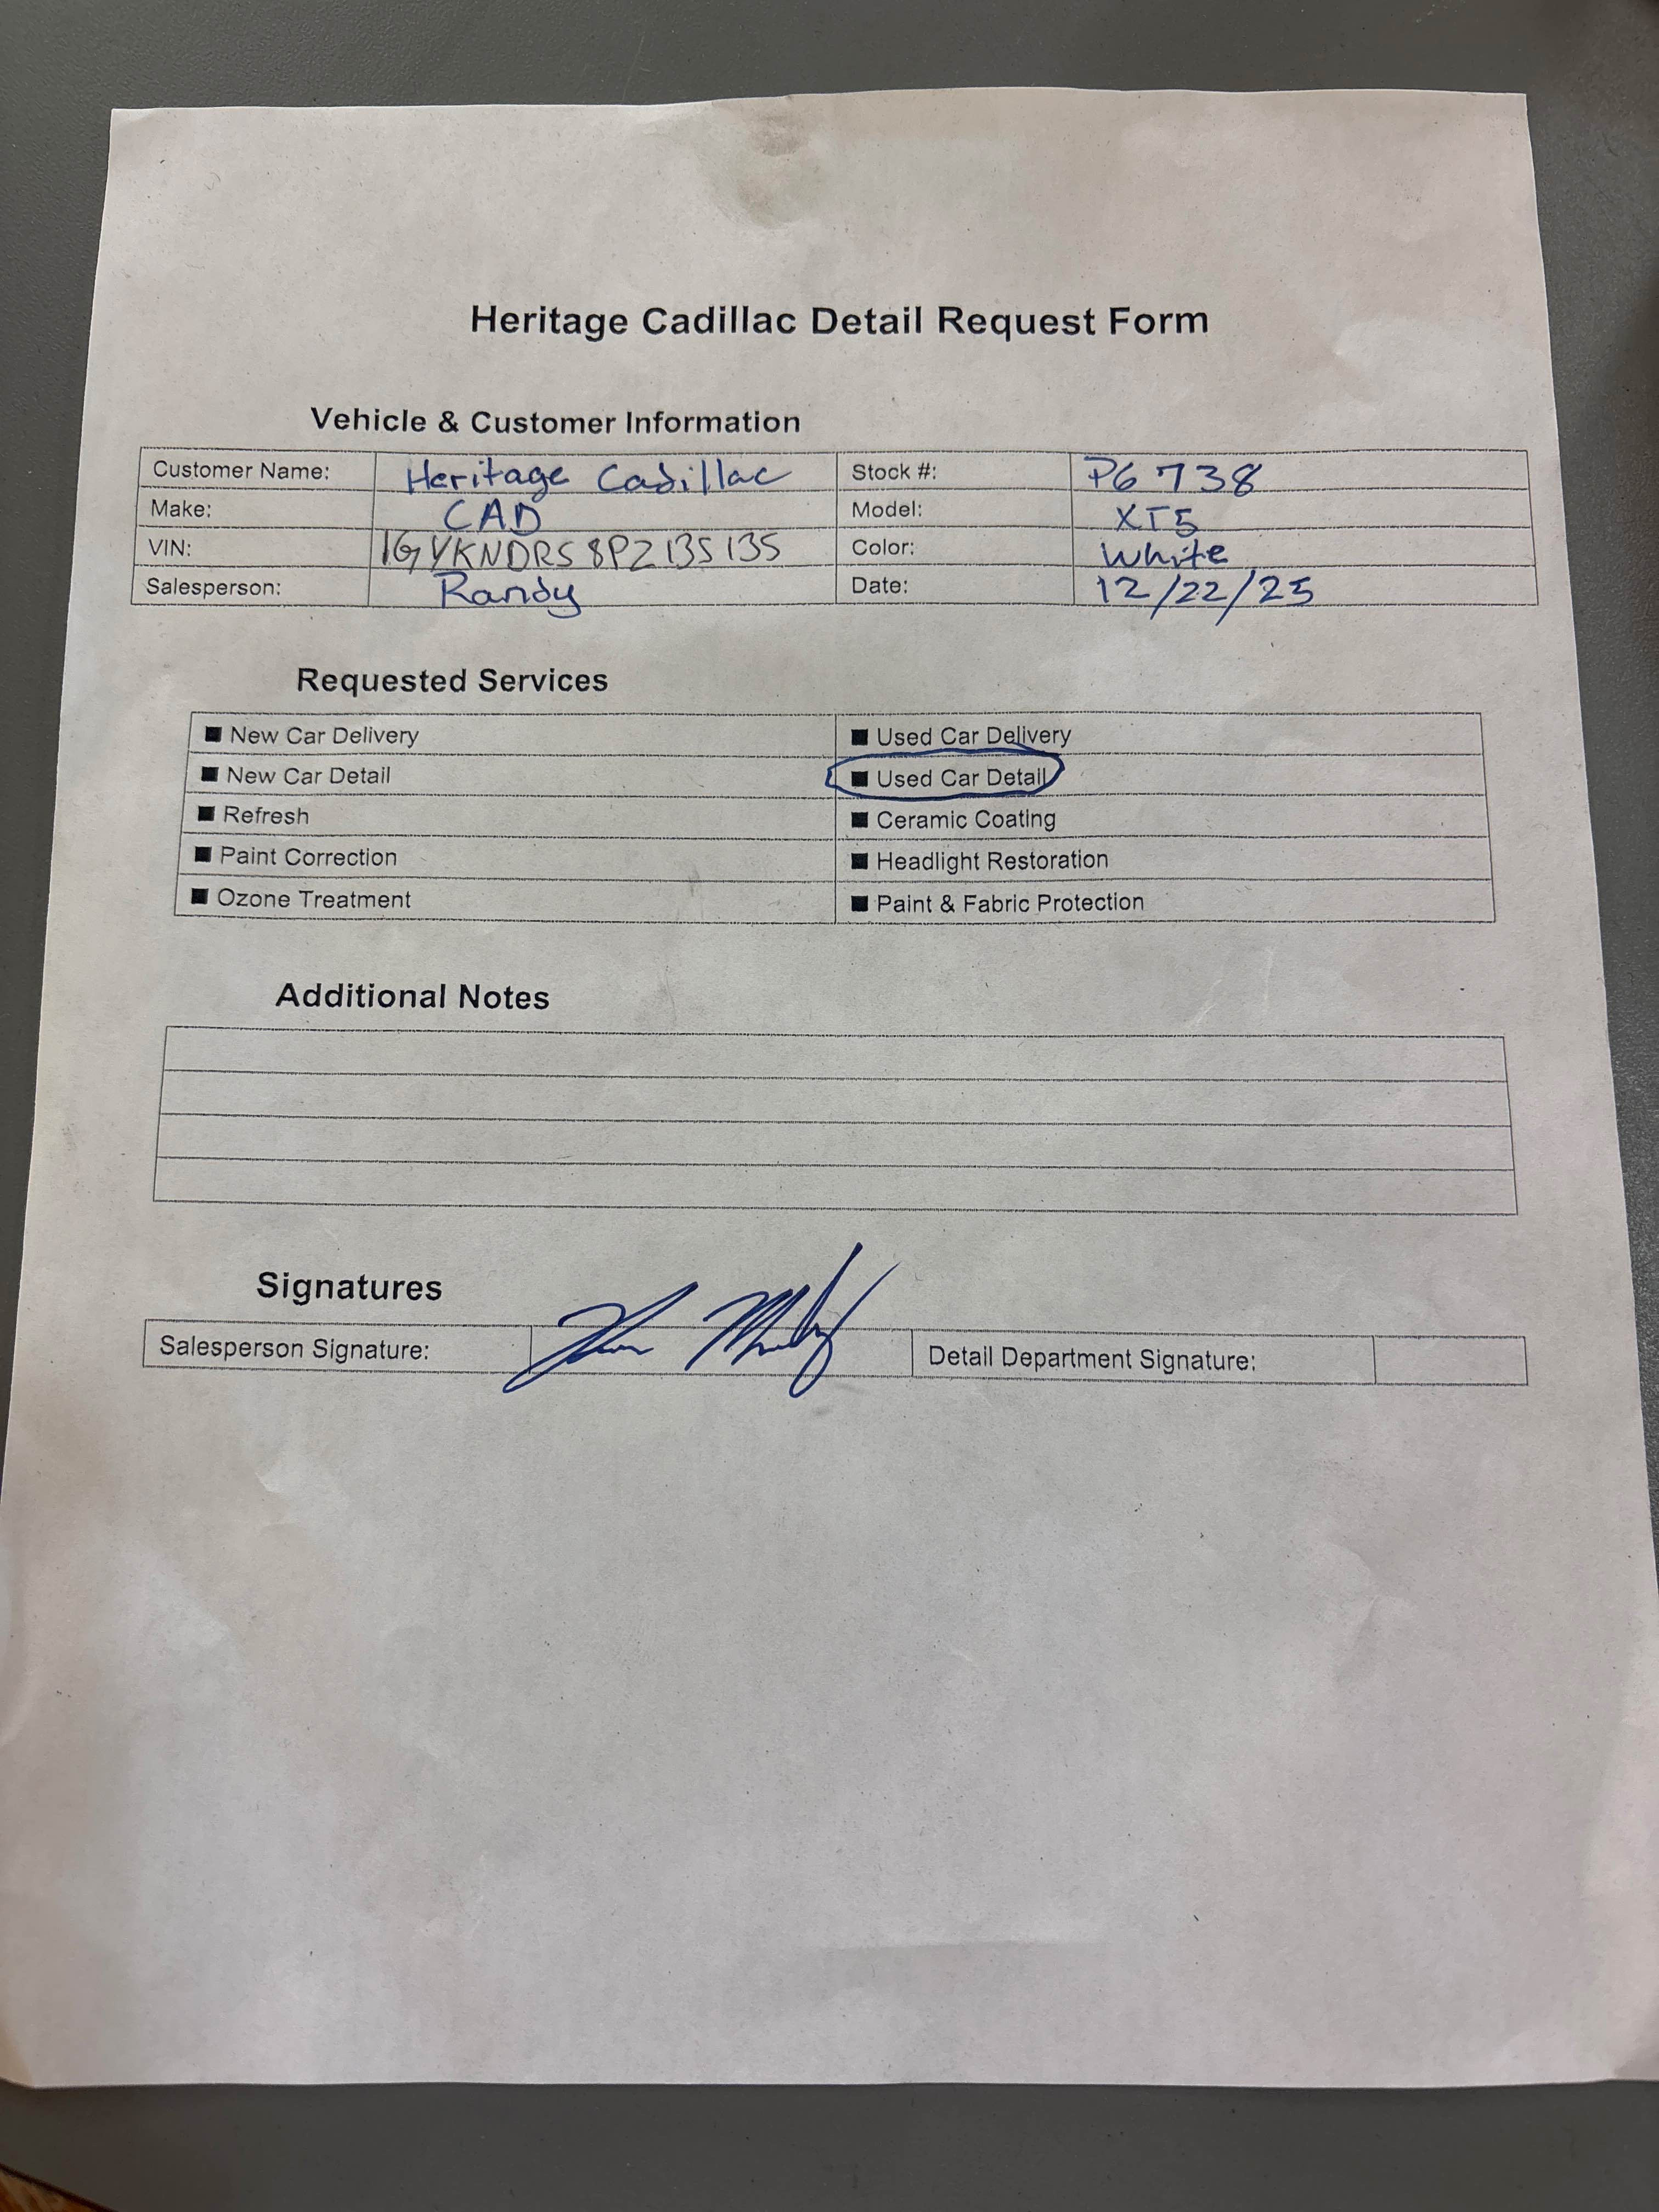 Heritage Cadillac Detail Request Form
Vehicle & Customer Information
Customer Name: Heritage Cadillac Stock #: P6738
Make: CAD Model: XT5
VIN: 1GYKNDRS8PZ135135 Color: White
Salesperson: Randy Date: 12/22/25
Requested Services
■ New Car Delivery ■ Used Car Delivery
■ New Car Detail ■ Used Car Detail
■ Refresh ■ Ceramic Coating
■ Paint Correction ■ Headlight Restoration
■ Ozone Treatment ■ Paint & Fabric Protection
Additional Notes
Signatures
Salesperson Signature: Detail Department Signature: